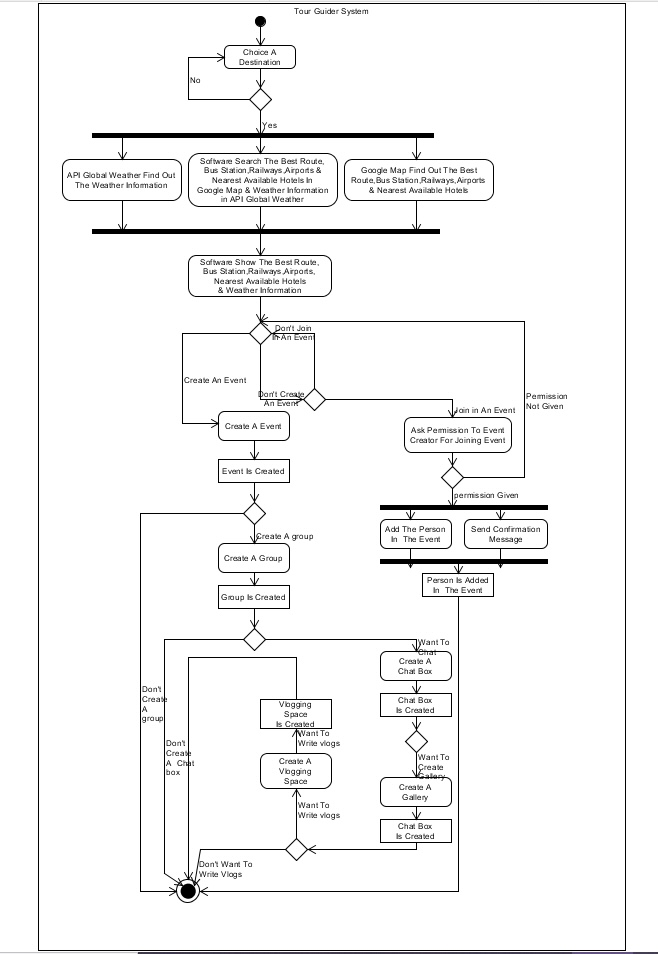 Tour Guider System
Choice A
Destination
No
Yes
API Global Weather Find Out
The Weather Information
Software Search The Best Route,
Bus Station,Railways,Airports &
Nearest Available Hotels In
Google Map & Weather Information
in API Global Weather
Google Map Find Out The Best
Route,Bus Station,Railways,Airports
& Nearest Available Hotels
Software Show The Best Route,
Bus Station,Railways,Airports,
Nearest Available Hotels
& Weather Information
Don't Join
In An Event
Create An Event
Don't Create
An Event
Join in An Event
Permission
Not Given
Create A Event
Ask Permission To Event
Creator For Joining Event
Event Is Created
permission Given
Create A group
Add The Person
In The Event
Send Confirmation
Message
Create A Group
Person Is Added
In The Event
Group Is Created
Want To
Chat
Create A
Chat Box
Don't
Create
A
group
Vlogging
Space
Is Created
Chat Box
Is Created
Want To
Write vlogs
Don't
Create
A Chat
box
Create A
Vlogging
Space
Want To
Create
Gallery
Create A
Gallery
Want To
Write vlogs
Chat Box
Is Created
Don't Want To
Write Vlogs